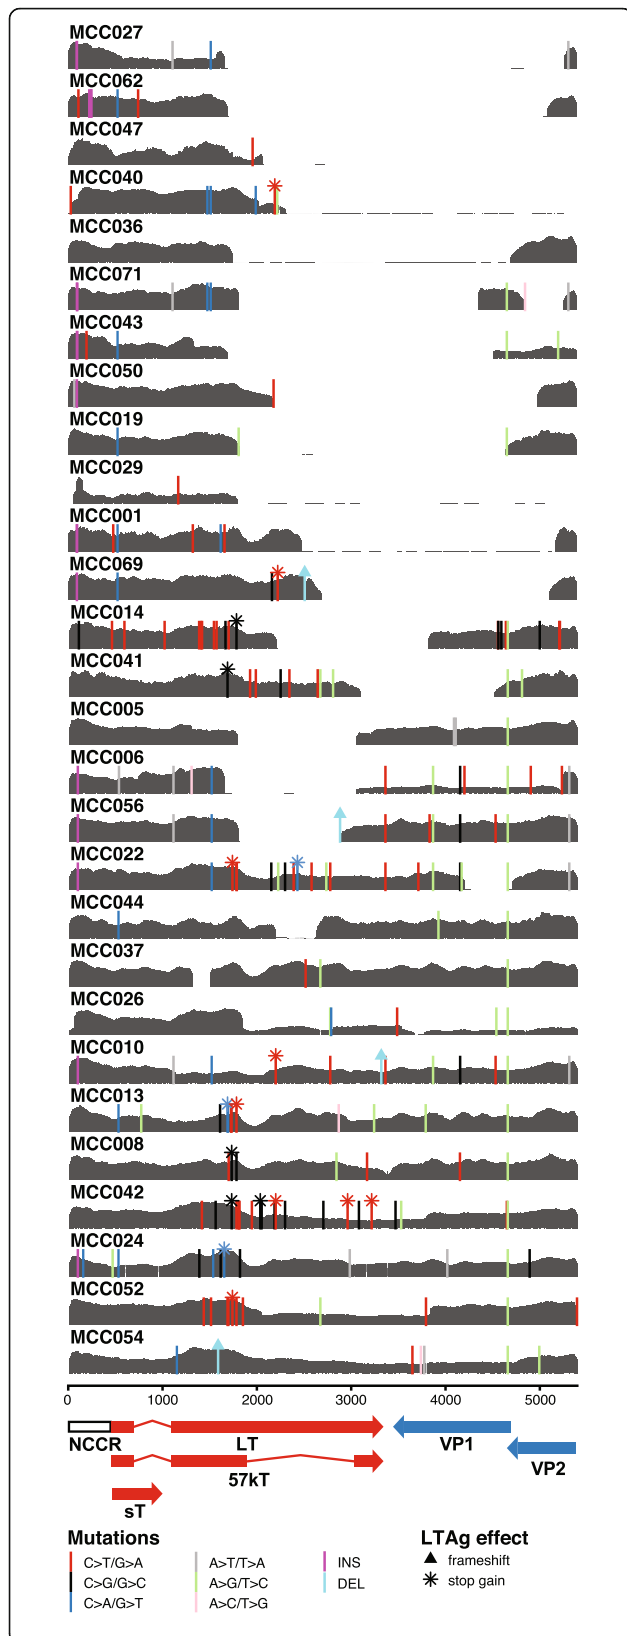 MCC027
MCC062
MCC047
MCC040
MCC036
MCC071
MCC043
MCC050
MCC019
MCC029
MCC001
MCC069
MCC014
MCC041
MCC005
MCC006
MCC056
MCC022
MCC044
MCC037
MCC026
MCC010
MCC013
MCC008
MCC042
MCC024
MCC052
MCC054
0 1000 2000 3000 4000 5000
NCCR LT VP1
57kT VP2
sT
Mutations LTAg effect
C>T/G>A A>T/T>A INS frameshift
C>G/G>C A>G/T>C DEL stop gain
C>A/G>T A>C/T>G